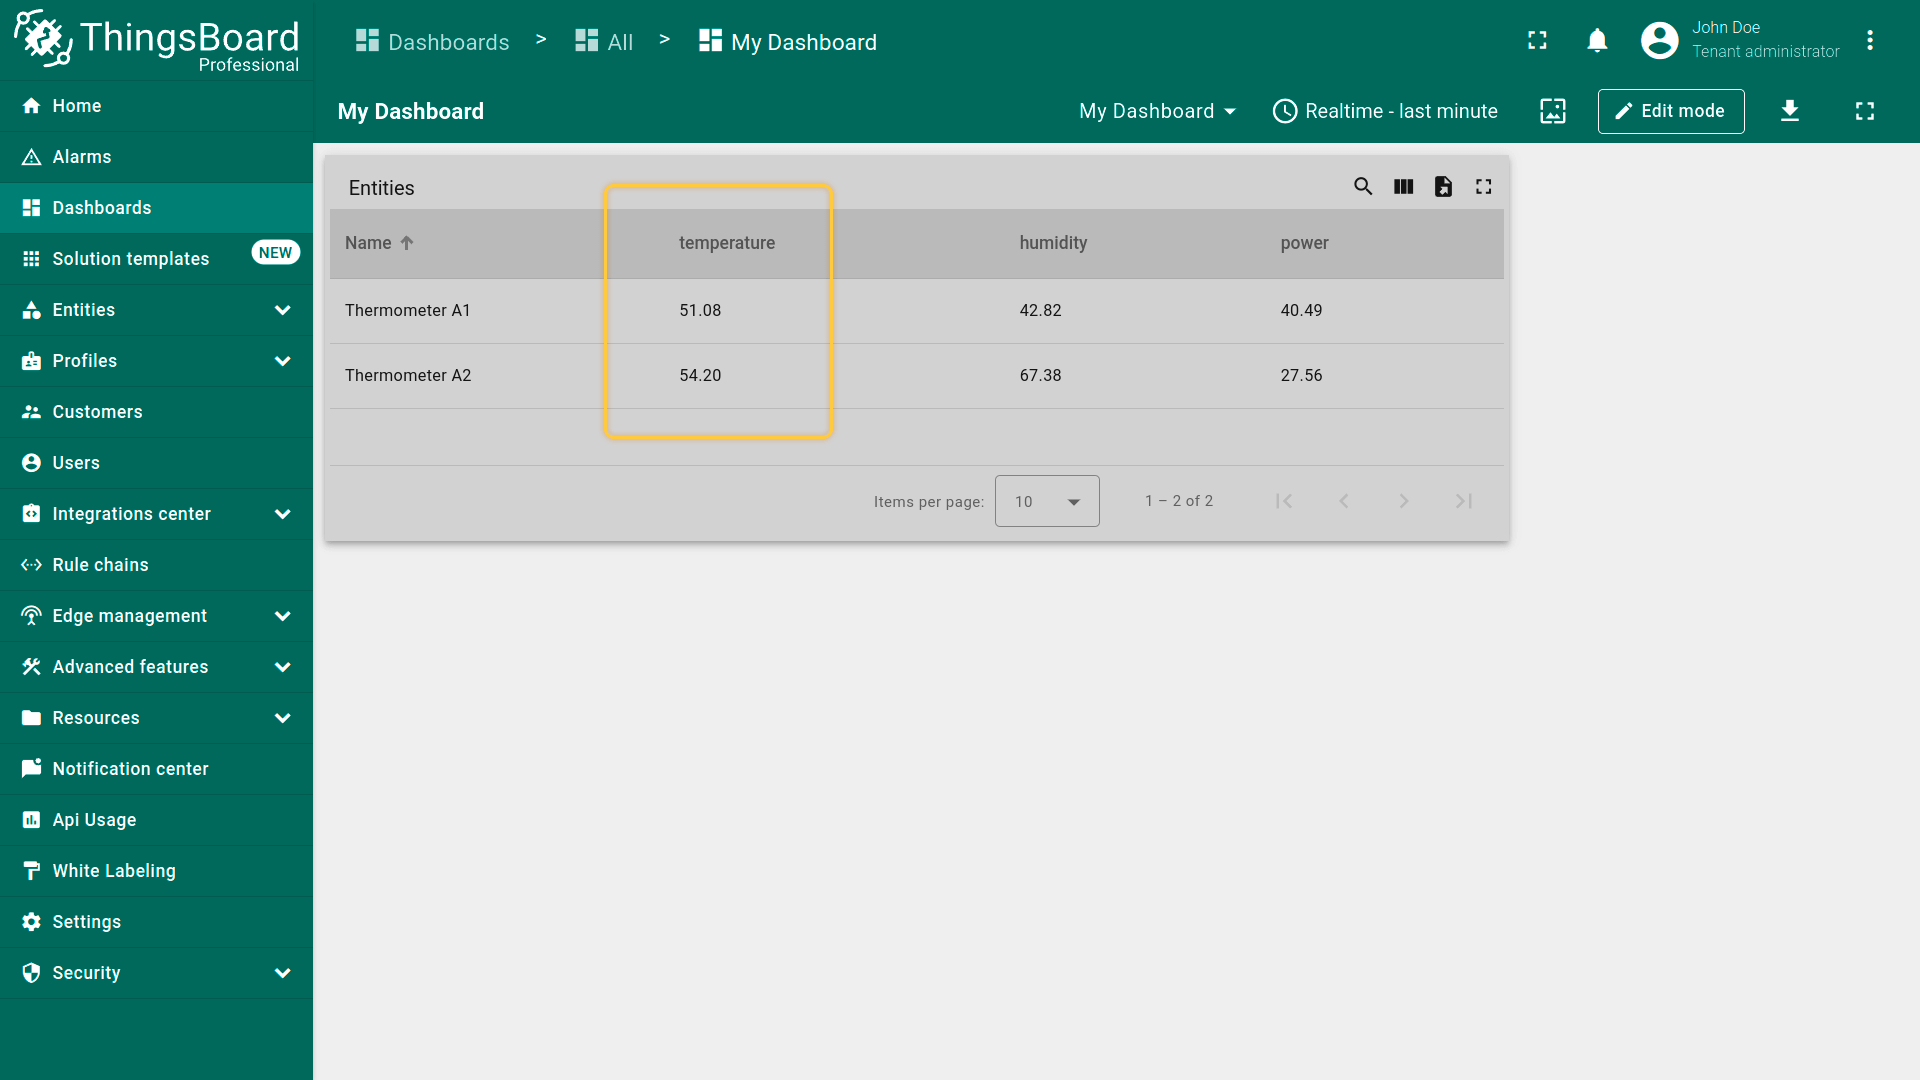 ThingsBoard
Professional
Dashboards > All > My Dashboard
John Doe
Tenant administrator
My Dashboard
My Dashboard
Realtime - last minute
Edit mode
Home
Alarms
Dashboards
Solution templates NEW
Entities
Profiles
Customers
Users
Integrations center
Rule chains
Edge management
Advanced features
Resources
Notification center
Api Usage
White Labeling
Settings
Security
Entities
Name temperature humidity power
Thermometer A1 51.08 42.82 40.49
Thermometer A2 54.20 67.38 27.56
Items per page: 10 1 – 2 of 2